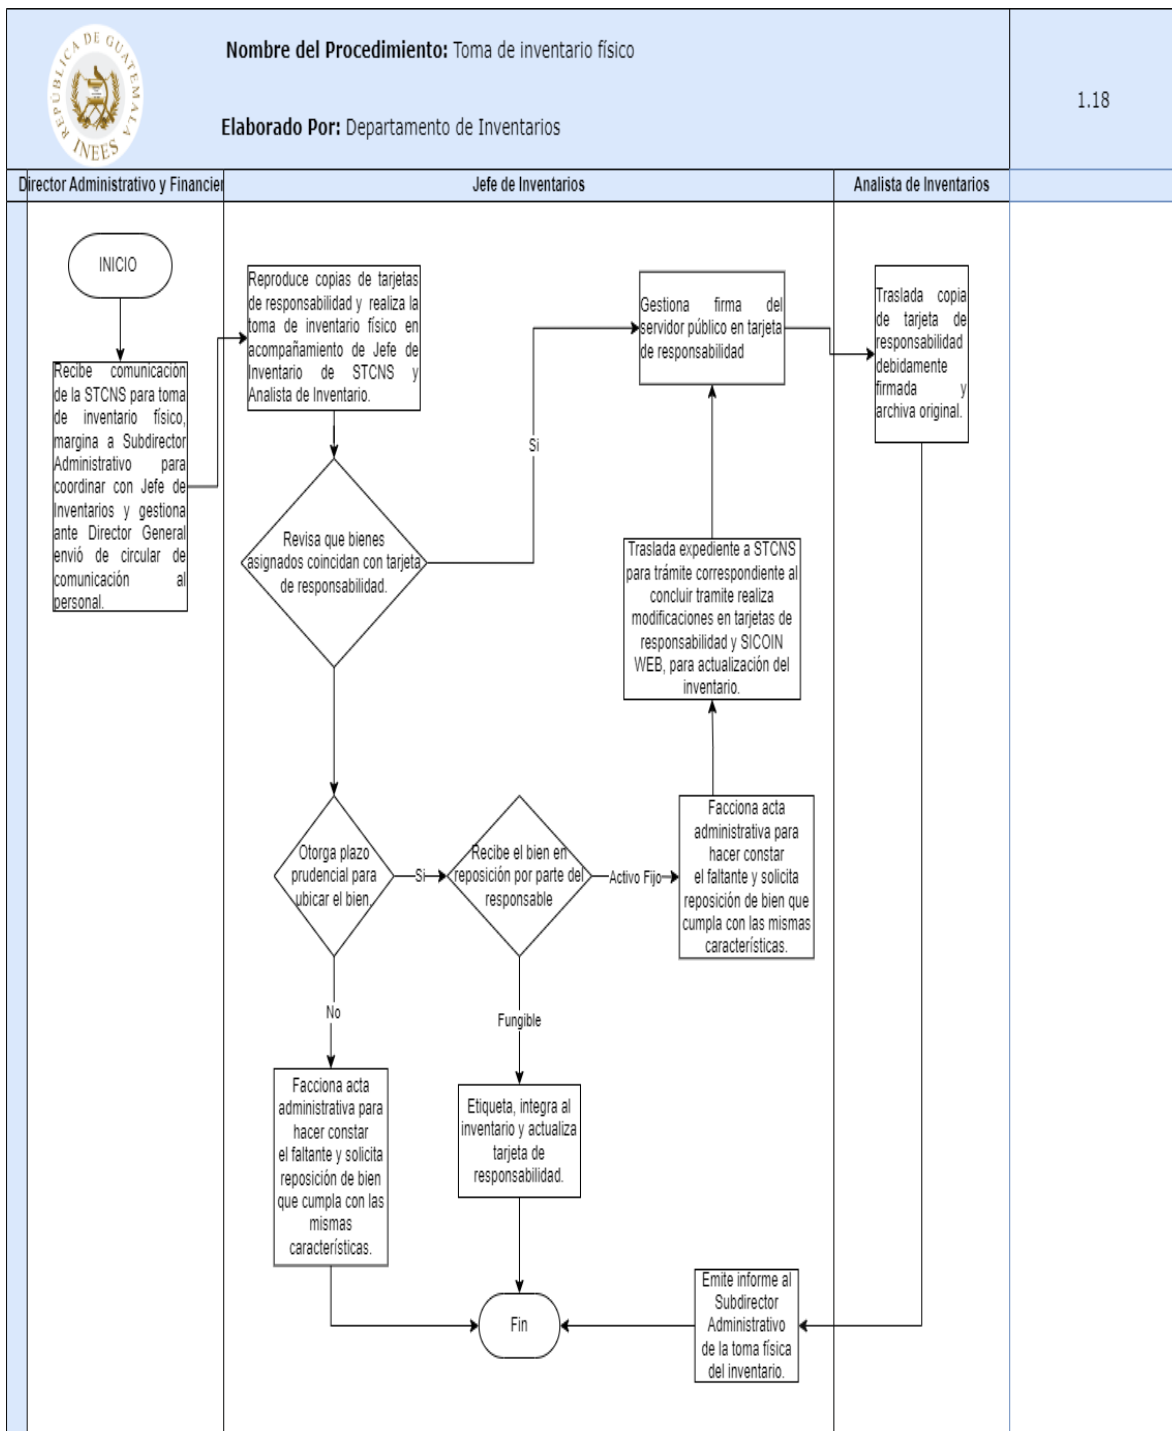 REPÚBLICA DE GUATEMALA
INEES
Nombre del Procedimiento: Toma de inventario físico
Elaborado Por: Departamento de Inventarios
1.18
Director Administrativo y Financier
Jefe de Inventarios
Analista de Inventarios
INICIO
Recibe comunicación
de la STCNS para toma
de inventario físico,
margina a Subdirector
Administrativo para
coordinar con Jefe de
Inventarios y gestiona
ante Director General
envió de circular de
comunicación al
personal.
Reproduce copias de tarjetas
de responsabilidad y realiza la
toma de inventario físico en
acompañamiento de Jefe de
Inventario de STCNS y
Analista de Inventario.
Revisa que bienes
asignados coincidan con tarjeta
de responsabilidad.
Si
Gestiona firma del
servidor público en tarjeta
de responsabilidad
Traslada copia
de tarjeta de
responsabilidad
debidamente
firmada y
archiva original.
Traslada expediente a STCNS
para trámite correspondiente al
concluir tramite realiza
modificaciones en tarjetas de
responsabilidad y SICOIN
WEB, para actualización del
inventario.
Otorga plazo
prudencial para
ubicar el bien.
Si
Recibe el bien en
reposición por parte del
responsable
Activo Fijo
Facciona acta
administrativa para
hacer constar
el faltante y solicita
reposición de bien que
cumpla con las mismas
características.
No
Fungible
Facciona acta
administrativa para
hacer constar
el faltante y solicita
reposición de bien
que cumpla con las
mismas
características.
Etiqueta, integra al
inventario y actualiza
tarjeta de
responsabilidad.
Fin
Emite informe al
Subdirector
Administrativo
de la toma física
del inventario.